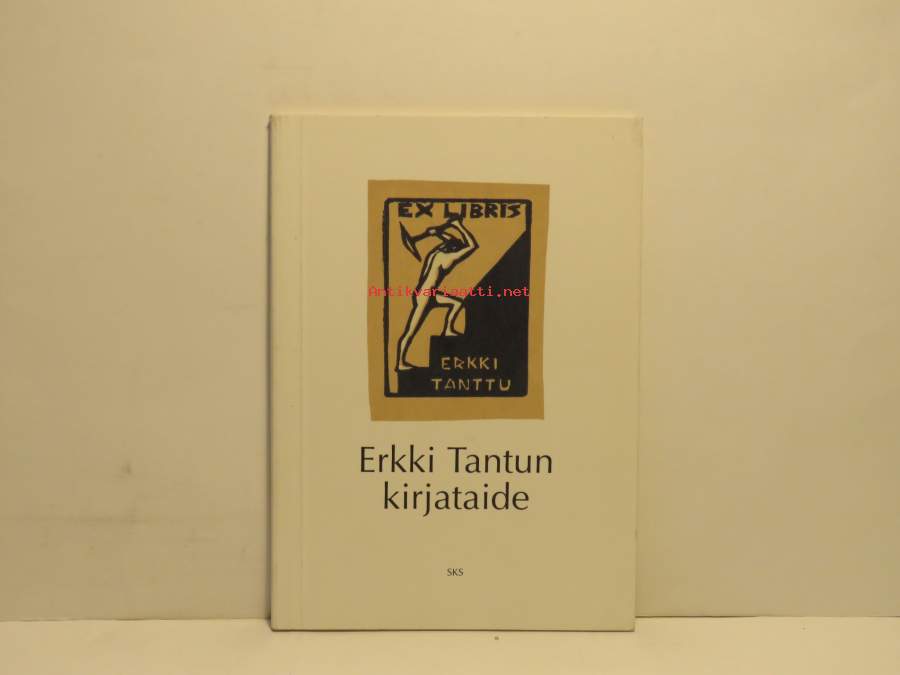 EX LIBRIS
Antikvariaatti.net
ERKKI
TANTTU
Erkki Tantun
kirjataide
SKS